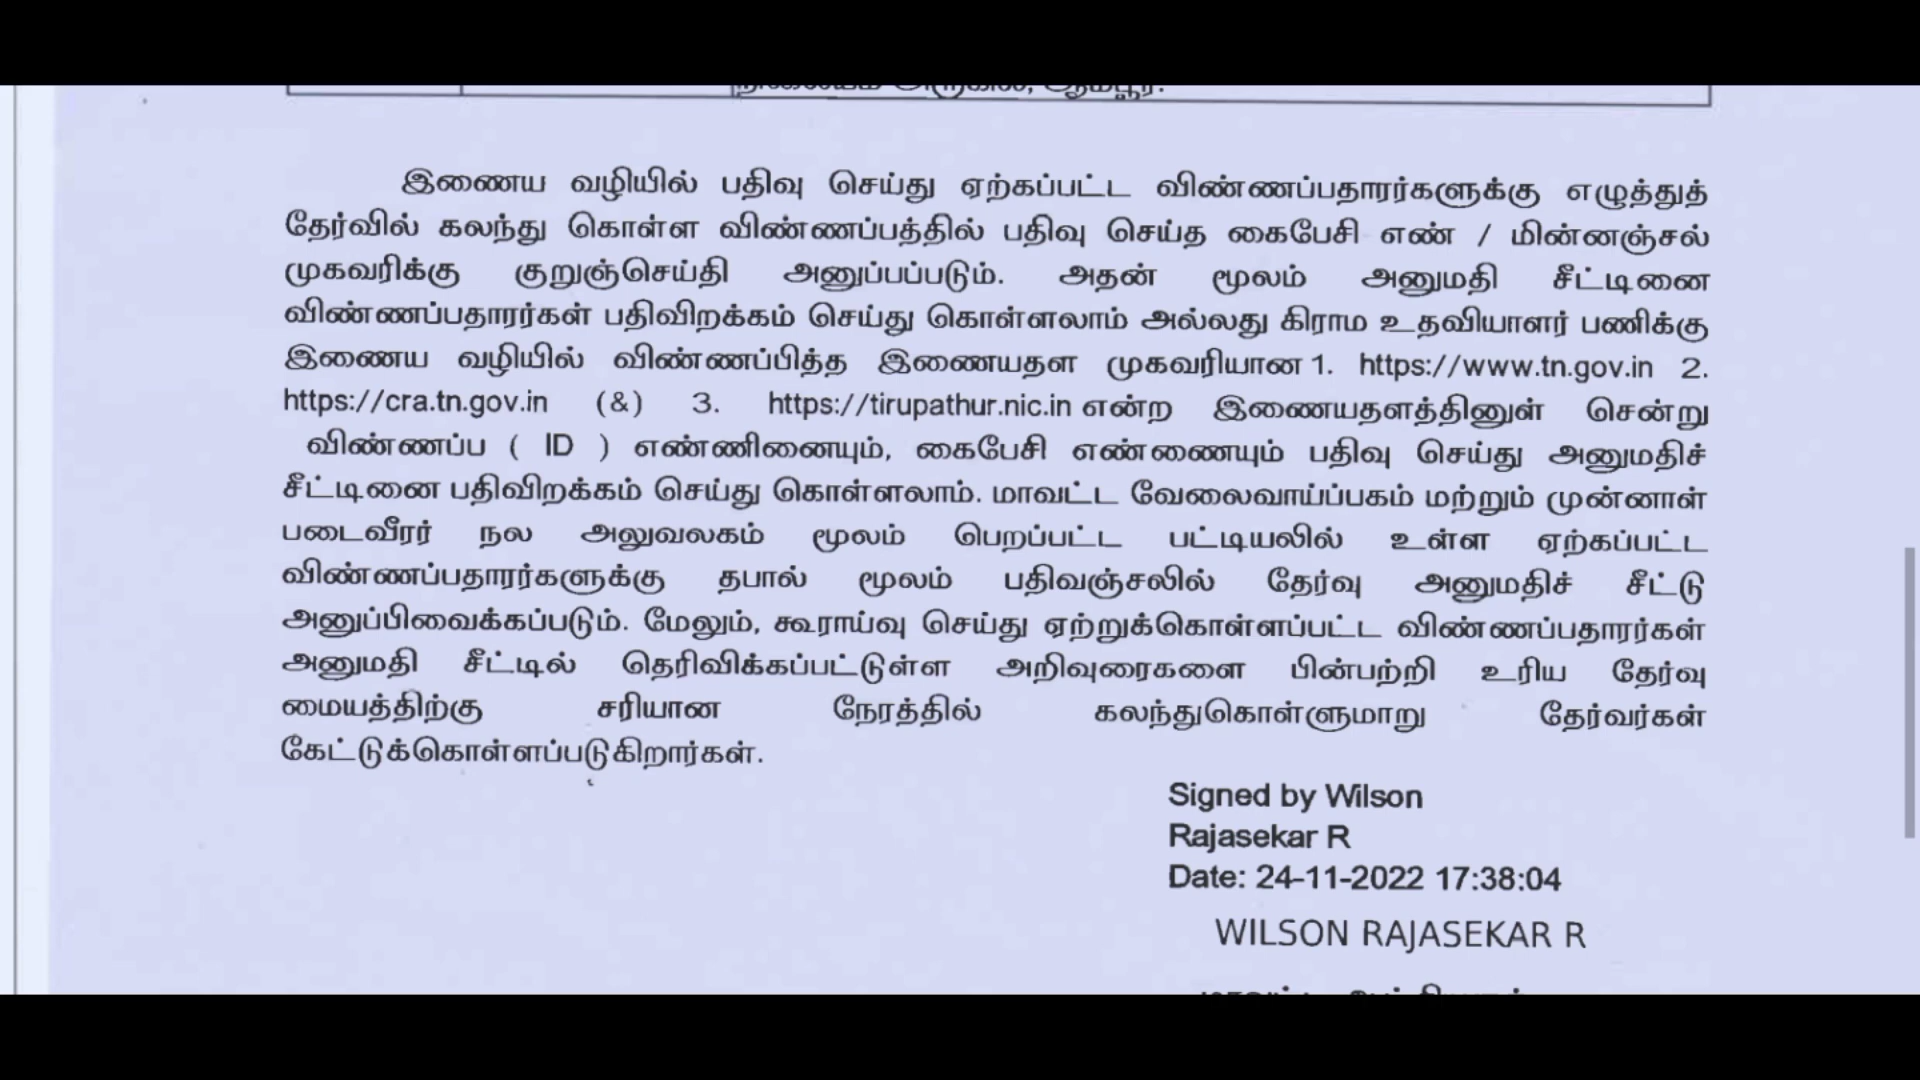 நிலையம் அருகில், ஆம்பூர்.
இணைய வழியில் பதிவு செய்து ஏற்கப்பட்ட விண்ணப்பதாரர்களுக்கு எழுத்துத்
தேர்வில் கலந்து கொள்ள விண்ணப்பத்தில் பதிவு செய்த கைபேசி எண் / மின்னஞ்சல்
முகவரிக்கு குறுஞ்செய்தி அனுப்பப்படும். அதன் மூலம் அனுமதி சீட்டினை
விண்ணப்பதாரர்கள் பதிவிறக்கம் செய்து கொள்ளலாம் அல்லது கிராம உதவியாளர் பணிக்கு
இணைய வழியில் விண்ணப்பித்த இணையதள முகவரியான 1. https://www.tn.gov.in 2.
https://cra.tn.gov.in (&) 3. https://tirupathur.nic.in என்ற இணையதளத்தினுள் சென்று
விண்ணப்ப ( ID ) எண்ணினையும், கைபேசி எண்ணையும் பதிவு செய்து அனுமதிச்
சீட்டினை பதிவிறக்கம் செய்து கொள்ளலாம். மாவட்ட வேலைவாய்ப்பகம் மற்றும் முன்னாள்
படைவீரர் நல அலுவலகம் மூலம் பெறப்பட்ட பட்டியலில் உள்ள ஏற்கப்பட்ட
விண்ணப்பதாரர்களுக்கு தபால் மூலம் பதிவஞ்சலில் தேர்வு அனுமதிச் சீட்டு
அனுப்பிவைக்கப்படும். மேலும், கூராய்வு செய்து ஏற்றுக்கொள்ளப்பட்ட விண்ணப்பதாரர்கள்
அனுமதி சீட்டில் தெரிவிக்கப்பட்டுள்ள அறிவுரைகளை பின்பற்றி உரிய தேர்வு
மையத்திற்கு சரியான நேரத்தில் கலந்துகொள்ளுமாறு தேர்வர்கள்
கேட்டுக்கொள்ளப்படுகிறார்கள்.
Signed by Wilson
Rajasekar R
Date: 24-11-2022 17:38:04
WILSON RAJASEKAR R